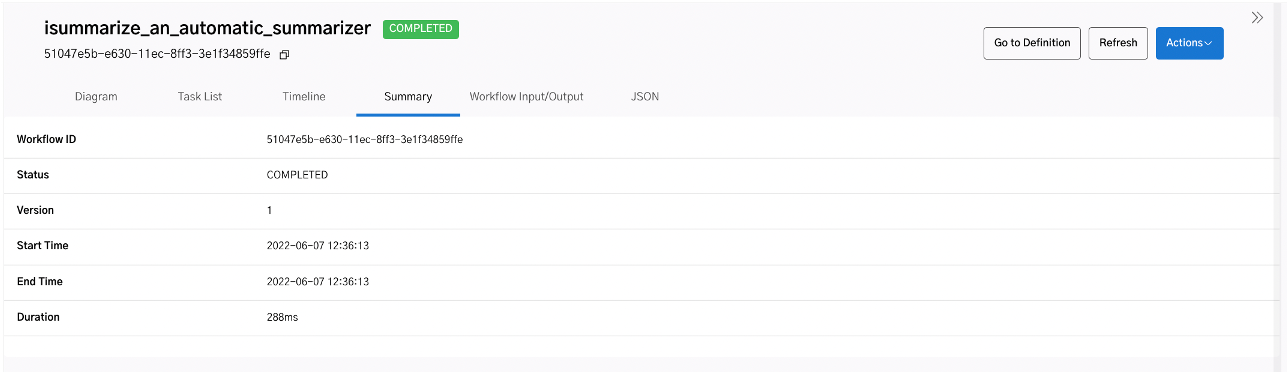 isummarize_an_automatic_summarizer COMPLETED
51047e5b-e630-11ec-8ff3-3e1f34859ffe
Go to Definition Refresh Actions
Diagram Task List Timeline Summary Workflow Input/Output JSON
Workflow ID 51047e5b-e630-11ec-8ff3-3e1f34859ffe
Status COMPLETED
Version 1
Start Time 2022-06-07 12:36:13
End Time 2022-06-07 12:36:13
Duration 288ms